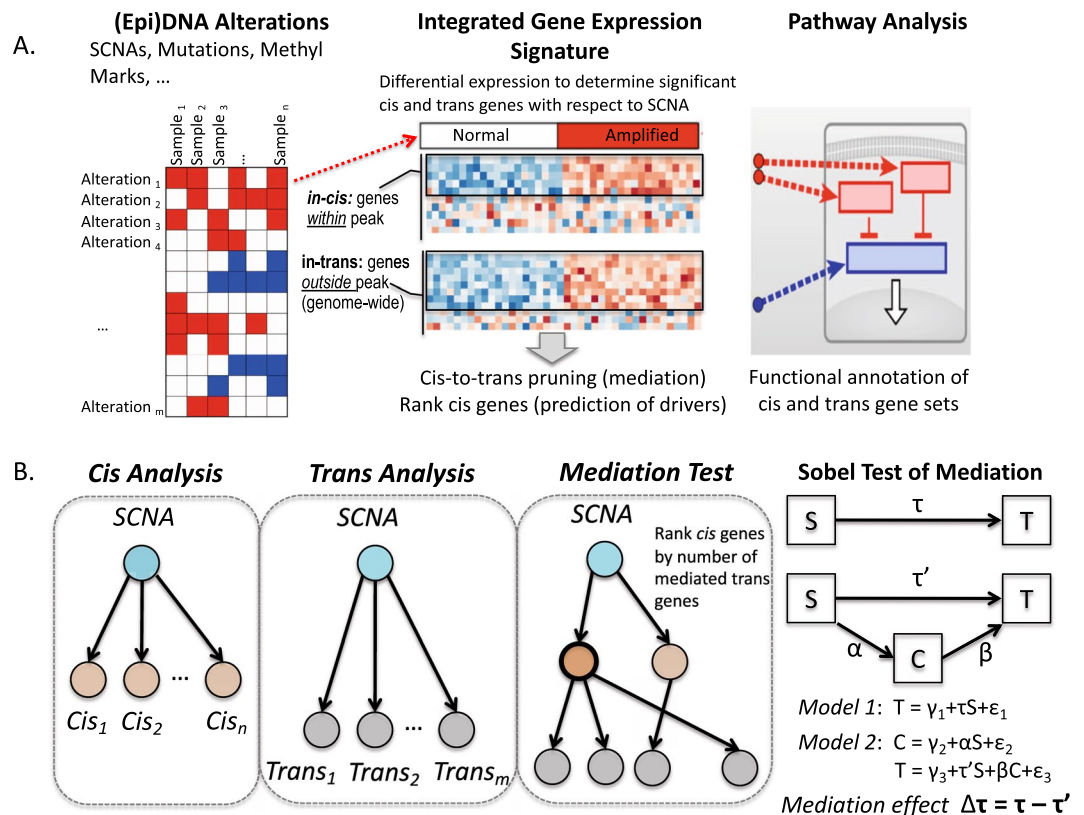 A.
(Epi)DNA Alterations
SCNAs, Mutations, Methyl
Marks, ...
Sample 1
Sample 2
Sample 3
...
Sample n
Alteration 1
Alteration 2
Alteration 3
Alteration 4
...
Alteration m
Integrated Gene Expression
Signature
Differential expression to determine significant
cis and trans genes with respect to SCNA
Normal
Amplified
in-cis: genes
within peak
in-trans: genes
outside peak
(genome-wide)
Cis-to-trans pruning (mediation)
Rank cis genes (prediction of drivers)
Pathway Analysis
Functional annotation of
cis and trans gene sets
B.
Cis Analysis
SCNA
...
Cis1 Cis2 Cisn
Trans Analysis
SCNA
...
Trans1 Trans2 Transm
Mediation Test
SCNA
Rank cis genes
by number of
mediated trans
genes
Sobel Test of Mediation
S τ T
S τ' T
α C β
Model 1: T = γ1+τS+ε1
Model 2: C = γ2+αS+ε2
T = γ3+τ'S+βC+ε3
Mediation effect Δτ = τ – τ'